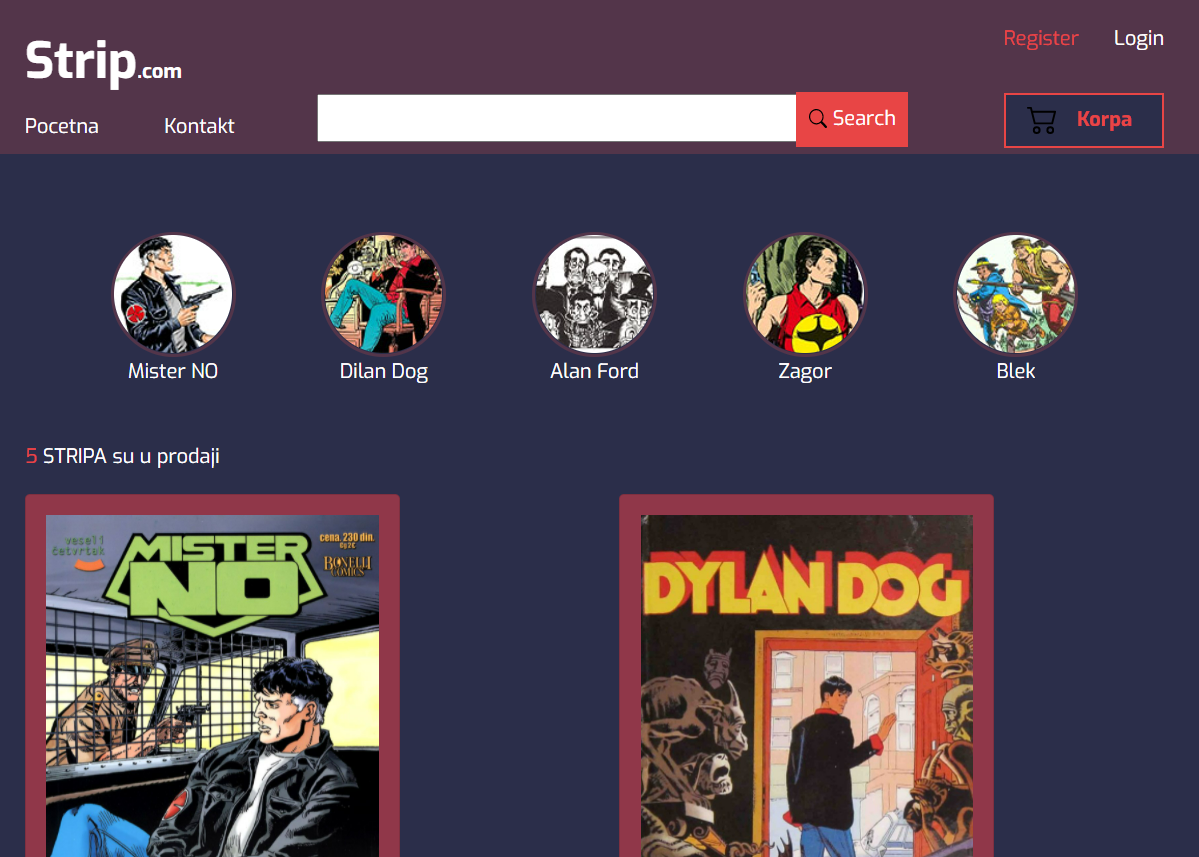 Register Login
Strip.com
Pocetna Kontakt Search Korpa
Mister NO Dilan Dog Alan Ford Zagor Blek
5 STRIPA su u prodaji
veseli
četvrtak
MISTER
NO
cena. 230 din.
BONELLI
COMICS
DYLAN DOG